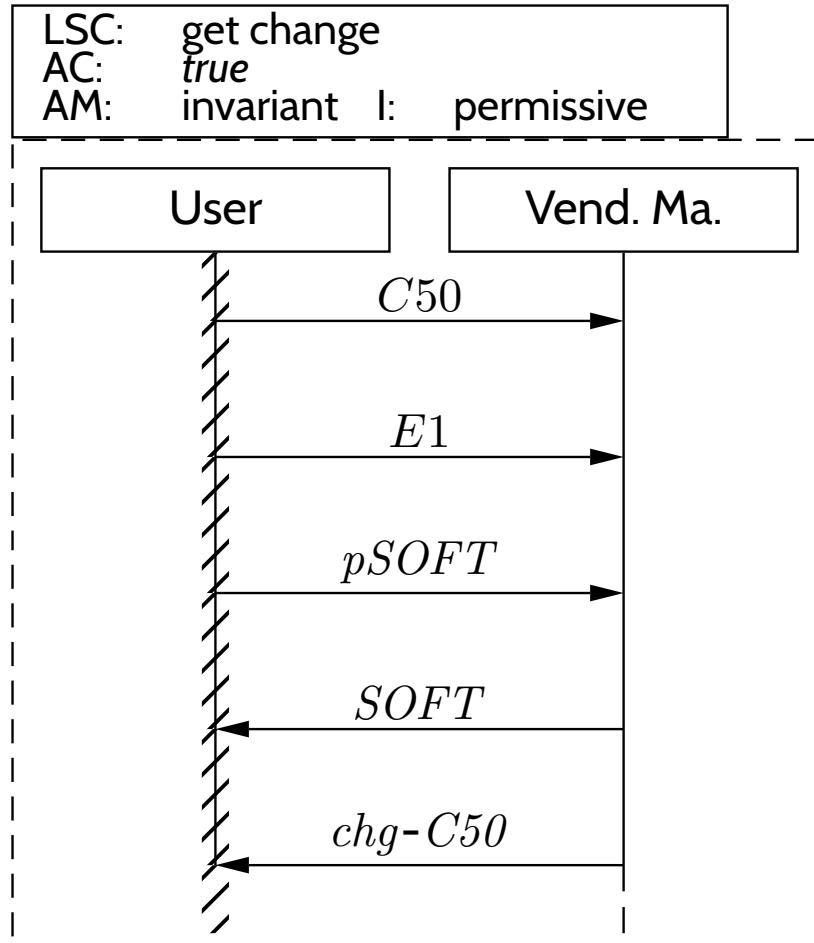 LSC: get change
AC: true
AM: invariant I: permissive
User Vend. Ma.
C50
E1
pSOFT
SOFT
chg-C50